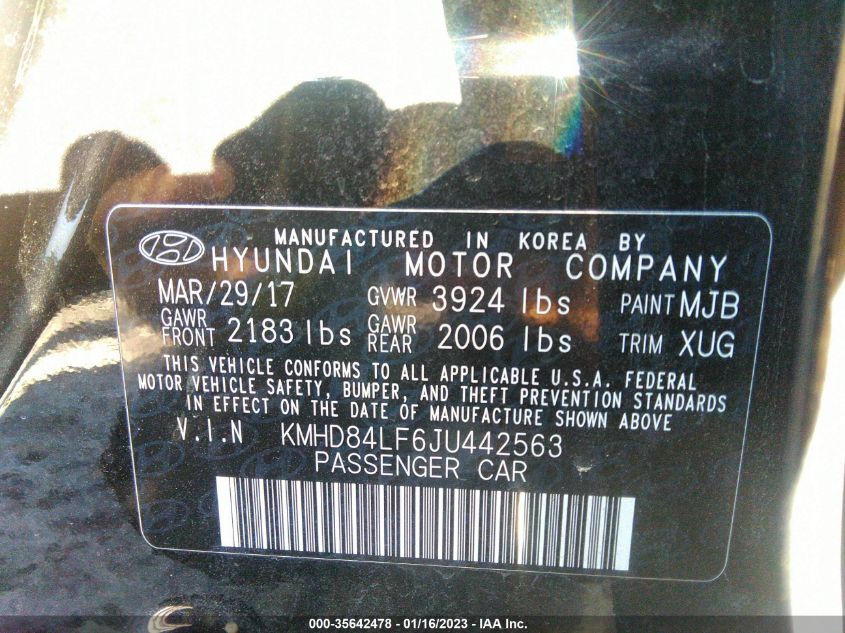 MANUFACTURED IN KOREA BY
HYUNDAI MOTOR COMPANY
MAR/29/17 GVWR 3924 lbs PAINT MJB
GAWR FRONT 2183 lbs GAWR REAR 2006 lbs TRIM XUG
THIS VEHICLE CONFORMS TO ALL APPLICABLE U.S.A. FEDERAL
MOTOR VEHICLE SAFETY, BUMPER, AND THEFT PREVENTION STANDARDS
IN EFFECT ON THE DATE OF MANUFACTURE SHOWN ABOVE
V.I.N KMHD84LF6JU442563
PASSENGER CAR
000-35642478 - 01/16/2023 - IAA Inc.